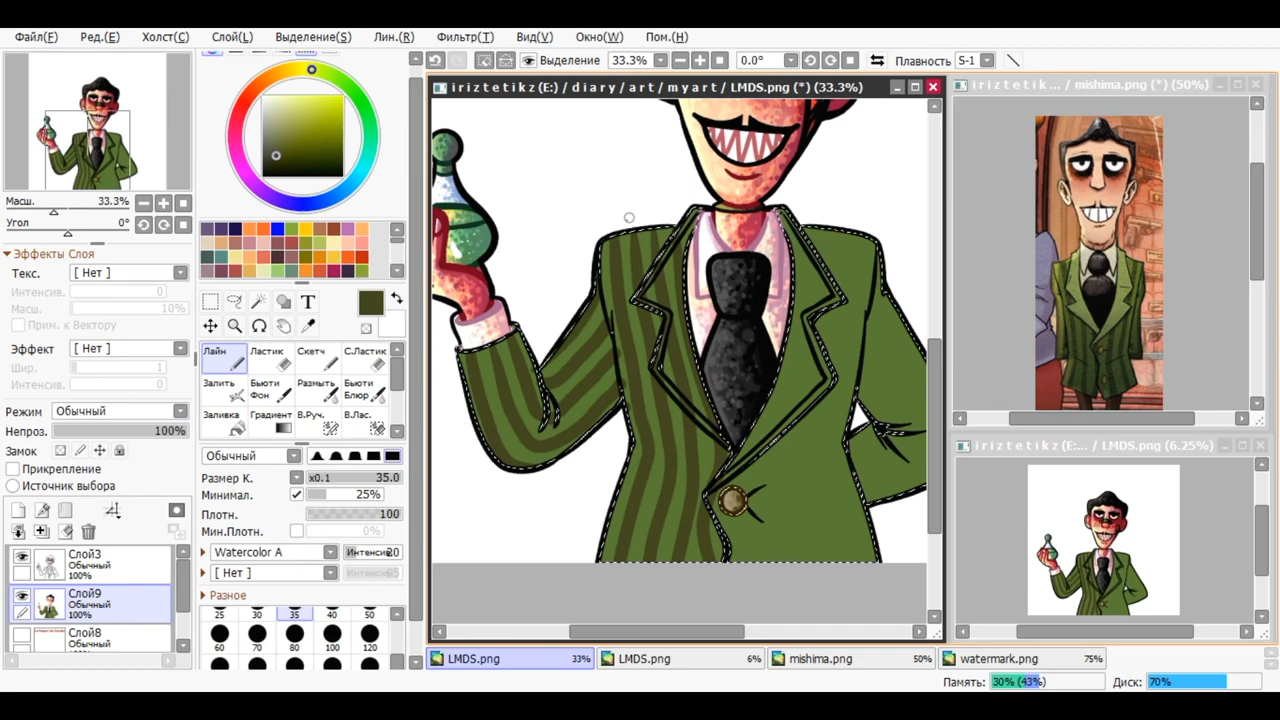 Файл(F) Ред.(E) Холст(C) Слой(L) Выделение(S) Лин.(R) Фильтр(T) Вид(V) Окно(W) Пом.(H)
Выделение 33.3% 0.0° Плавность S-1
iriztetikz (E:) / diary / art / myart / LMDS.png (*) (33.3%)
iriztetik ... / mishima.png (*) (50%)
Масш. 33.3%
Угол 0°
Эффекты Слоя
Текс. [ Нет ]
Интенсив. 0
Масш. 10%
Прим. к Вектору
Эффект [ Нет ]
Шир. 1
Интенсив. 0
Режим Обычный
Непроз. 100%
Замок
Прикрепление
Источник выбора
Слой3
Обычный
100%
Слой9
Обычный
100%
Слой8
Обычный
T
Лайн Ластик Скетч С.Ластик
Залить Бьюти Фон Размыть Бьюти Блюр
Заливка Градиент В.Руч. В.Лас.
Обычный
Размер К. x0.1 35.0
Минимал. 25%
Плотн. 100
Мин.Плотн. 0%
Watercolor A Интенсив 20
[ Нет ]
Разное
25 30 35 40 50
60 70 80 100 120
iriztetikz (E:... / LMDS.png (6.25%)
LMDS.png 33% LMDS.png 6% mishima.png 50% watermark.png 75%
Память: 30% (43%) Диск: 70%